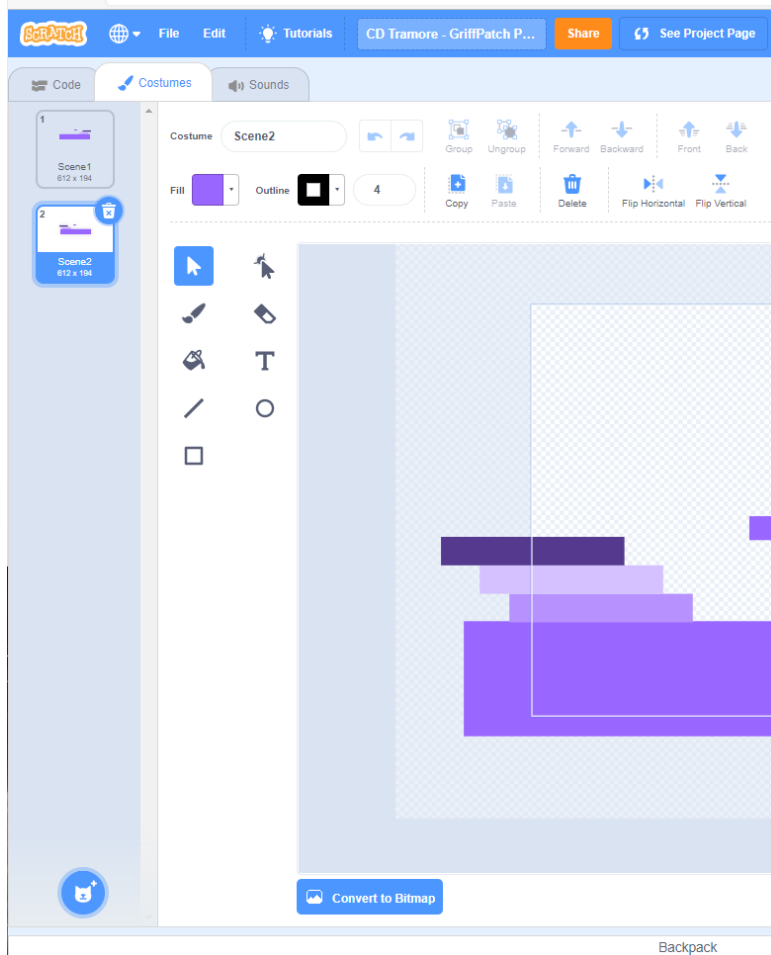 SCRATCH File Edit Tutorials CD Tramore - GriffPatch P... Share See Project Page
Code Costumes Sounds
1
Scene1
612 x 194
2
Scene2
612 x 194
Costume Scene2 Group Ungroup Forward Backward Front Back
Fill Outline 4 Copy Paste Delete Flip Horizontal Flip Vertical
T
Convert to Bitmap
Backpack